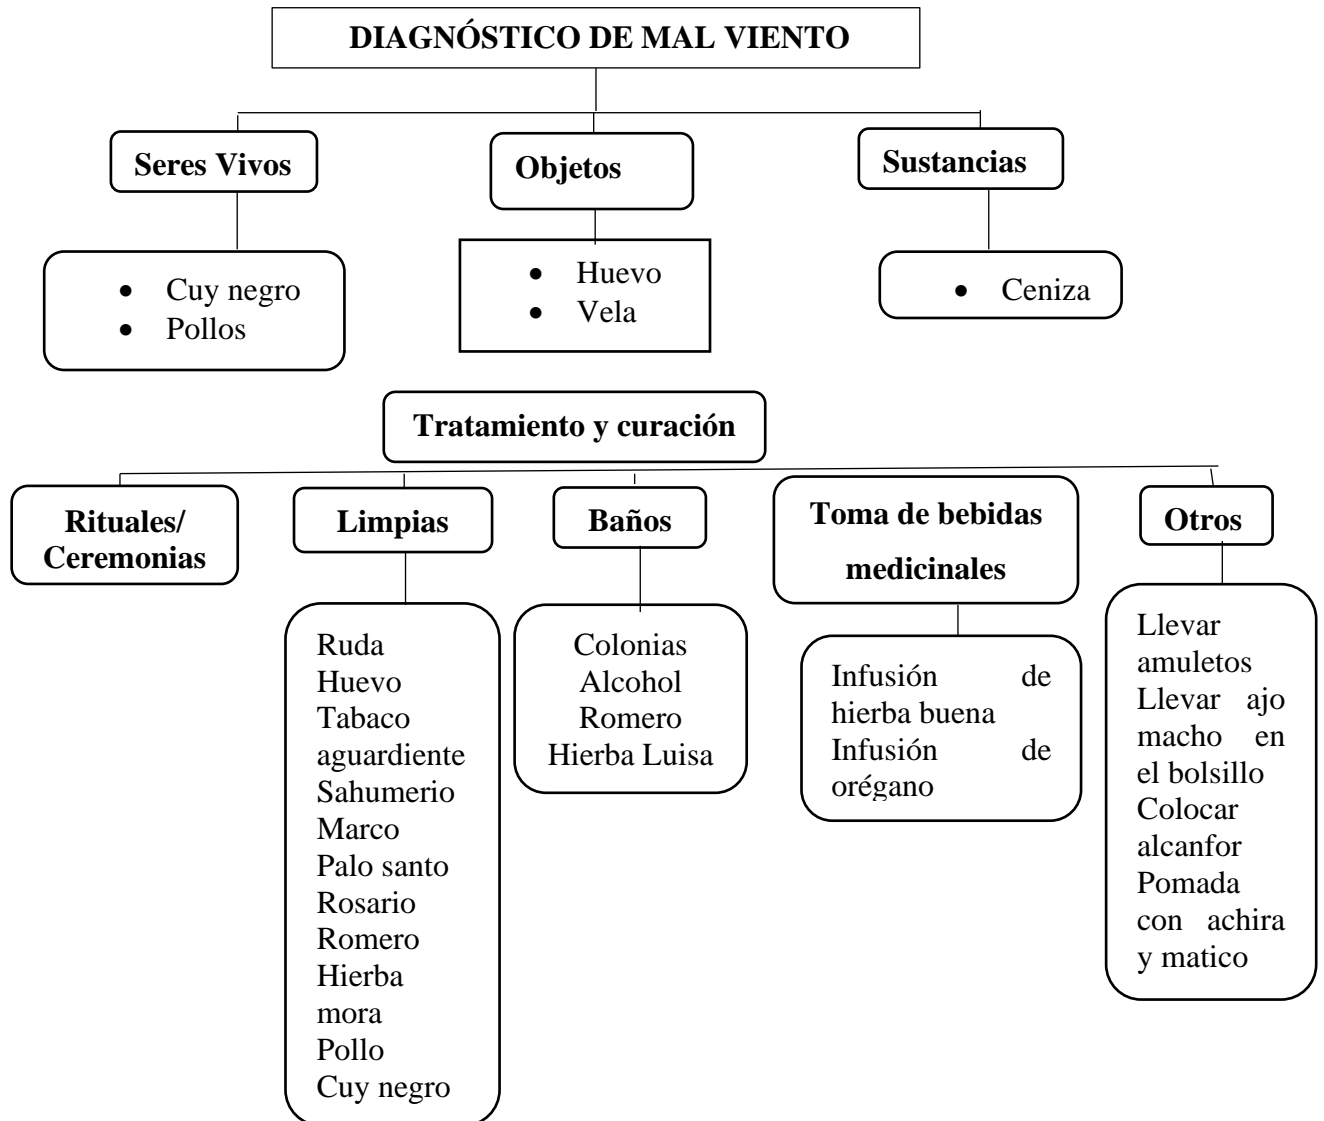 DIAGNÓSTICO DE MAL VIENTO
Seres Vivos
Objetos
Sustancias
• Cuy negro
• Pollos
• Huevo
• Vela
• Ceniza
Tratamiento y curación
Rituales/
Ceremonias
Limpias
Baños
Toma de bebidas
medicinales
Otros
Ruda
Huevo
Tabaco
aguardiente
Sahumerio
Marco
Palo santo
Rosario
Romero
Hierba
mora
Pollo
Cuy negro
Colonias
Alcohol
Romero
Hierba Luisa
Infusión de
hierba buena
Infusión de
orégano
Llevar
amuletos
Llevar ajo
macho en
el bolsillo
Colocar
alcanfor
Pomada
con achira
y matico